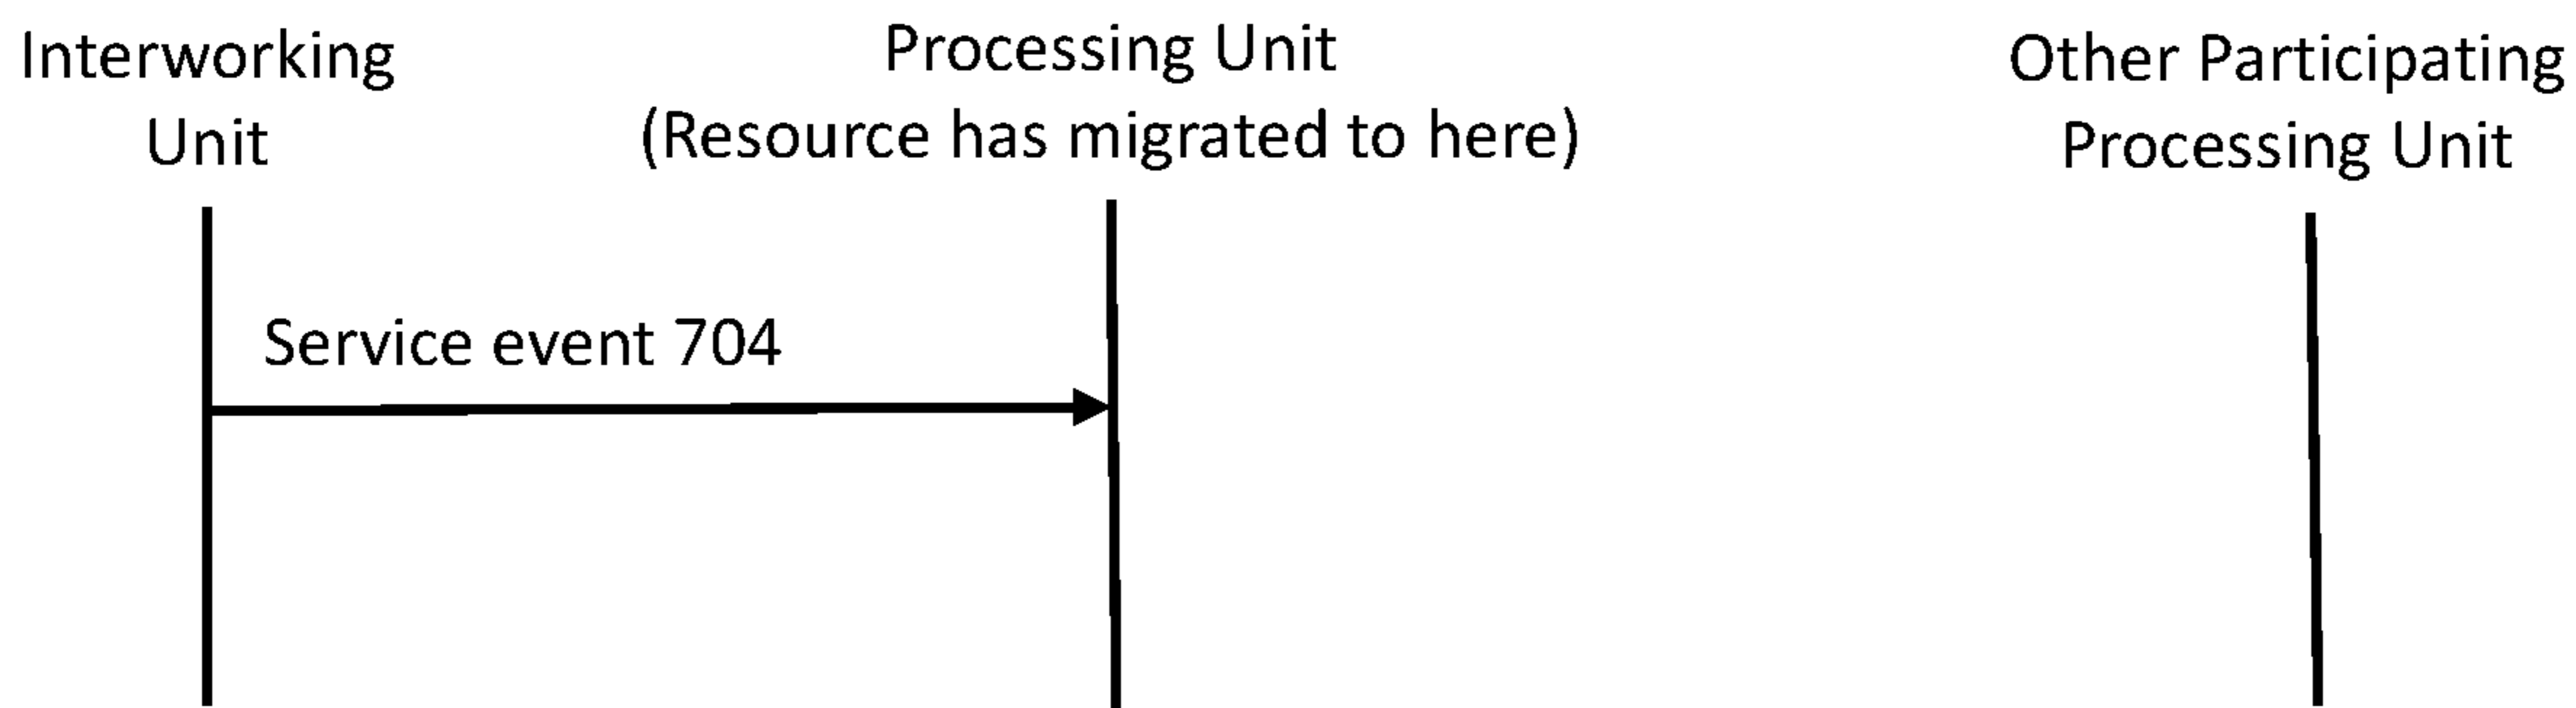 Interworking
Unit
Processing Unit
(Resource has migrated to here)
Other Participating
Processing Unit
Service event 704